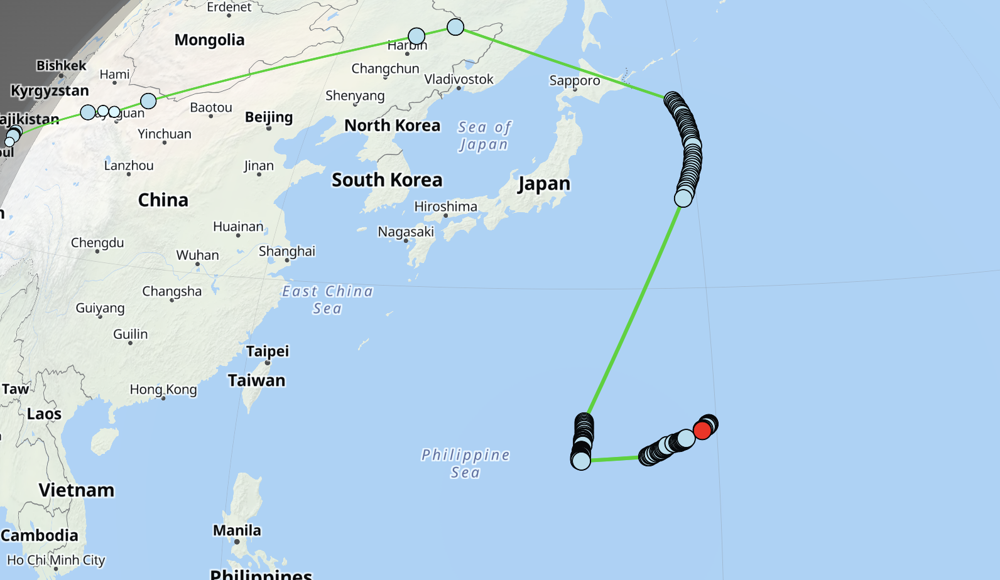 Erdenet
Mongolia
Harbin
Bishkek
Hami
Changchun
Vladivostok
Sapporo
Kyrgyzstan
Shenyang
Baotou
Beijing
ajikistan
North Korea
Sea of
Japan
Yinchuan
Lanzhou
Jinan
South Korea
Japan
China
Hiroshima
Huainan
Nagasaki
Chengdu
Wuhan
Shanghai
East China
Sea
Changsha
Guiyang
Guilin
Taipei
Taiwan
Taw
Hong Kong
Laos
Philippine
Sea
Vietnam
Manila
Cambodia
Ho Chi Minh City
Philippines